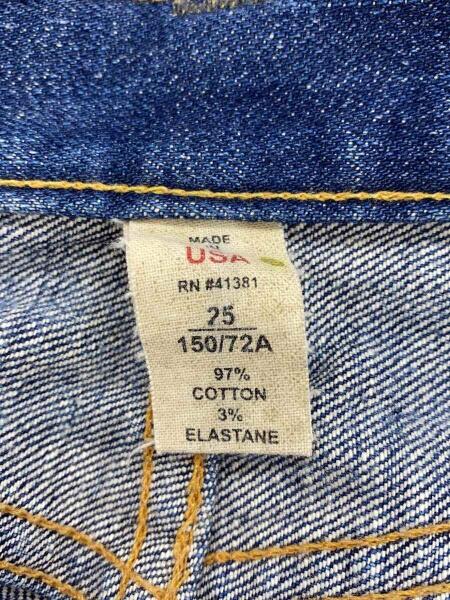 MADE
IN
USA
RN #41381
25
150/72A
97%
COTTON
3%
ELASTANE